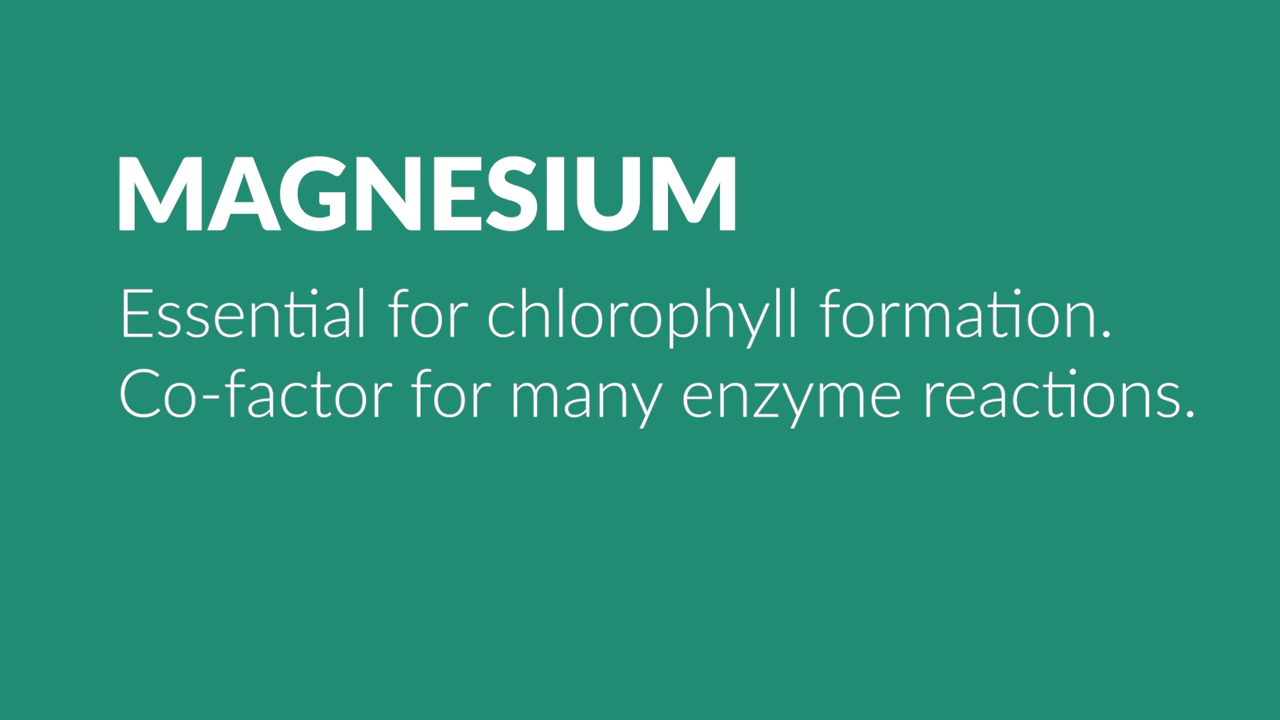 MAGNESIUM
Essential for chlorophyll formation.
Co-factor for many enzyme reactions.